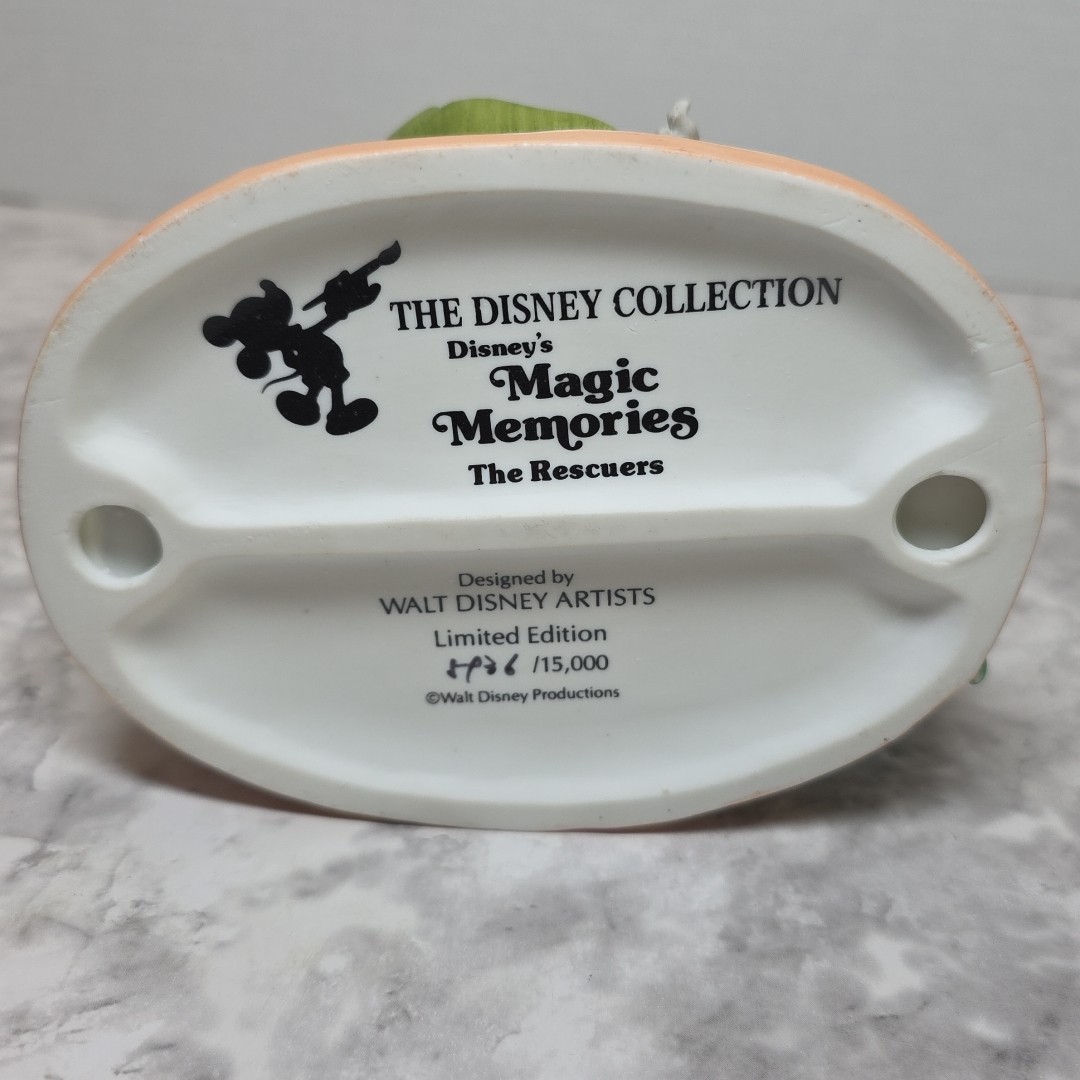 THE DISNEY COLLECTION
Disney's
Magic
Memories
The Rescuers
Designed by
WALT DISNEY ARTISTS
Limited Edition
/15,000
©Walt Disney Productions